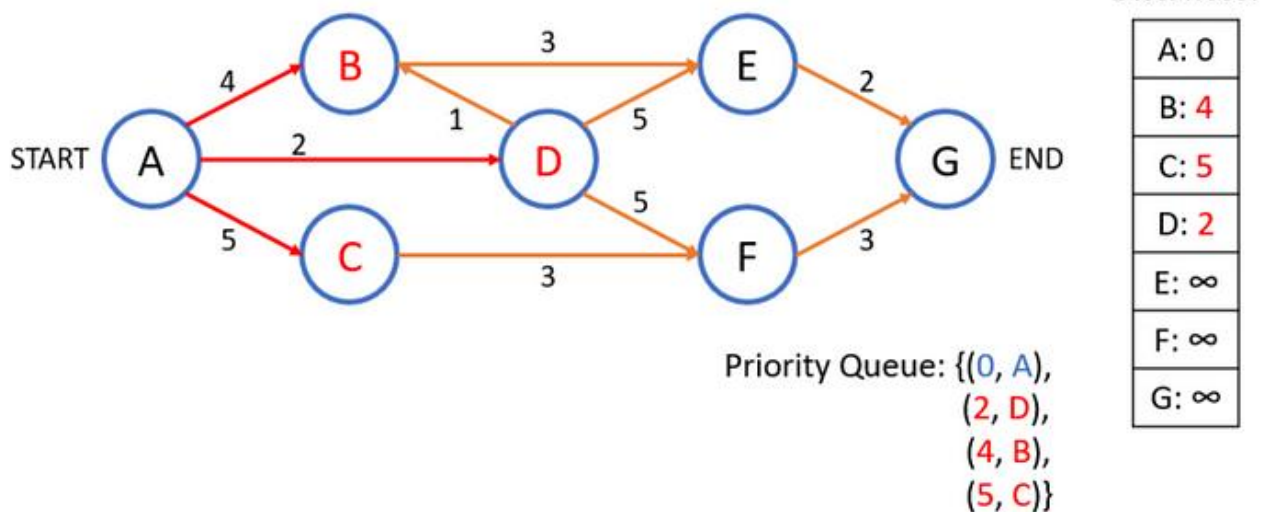 B
3
E
A: 0
4
2
B: 4
1
5
START
A
2
D
G
END
C: 5
5
5
3
D: 2
C
3
F
E: ∞
F: ∞
Priority Queue: {(0, A),
(2, D),
G: ∞
(4, B),
(5, C)}